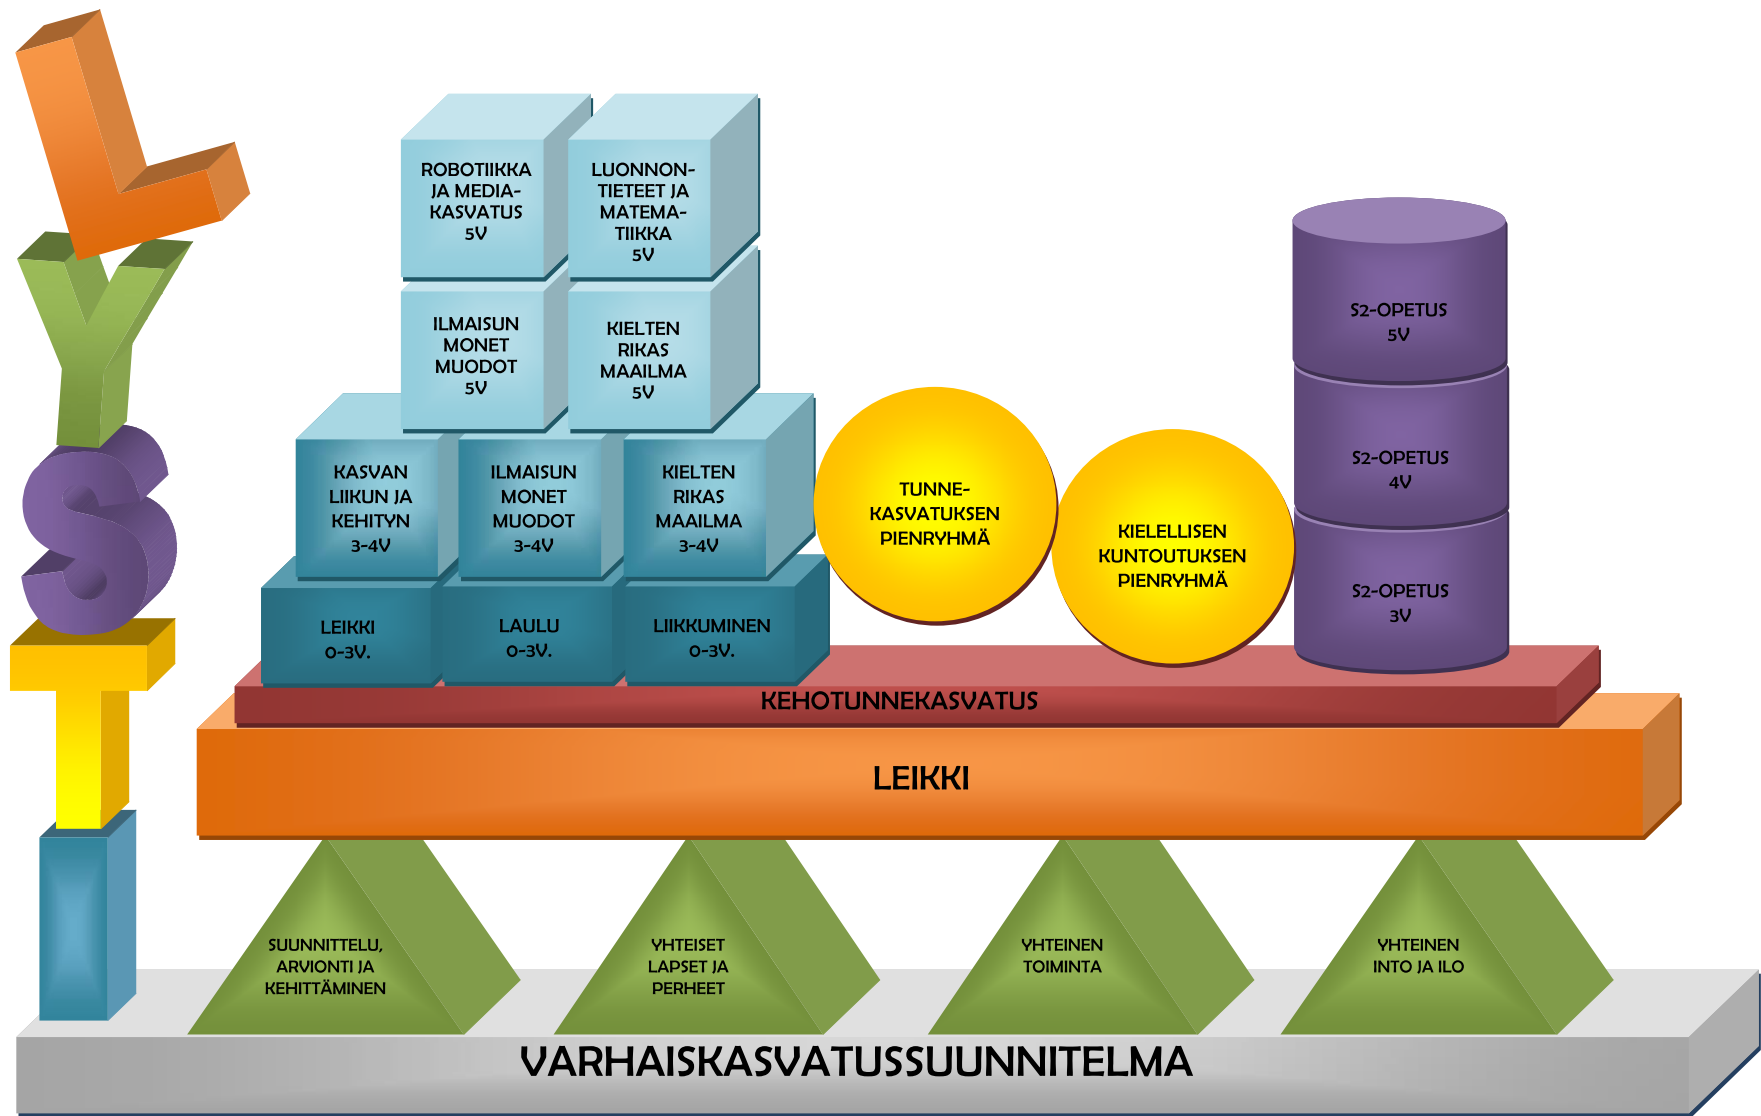 LYSTI
ROBOTIIKKA
JA MEDIA-
KASVATUS
5V
LUONNON-
TIETEET JA
MATEMA-
TIIKKA
5V
ILMAISUN
MONET
MUODOT
5V
KIELTEN
RIKAS
MAAILMA
5V
KASVAN
LIIKUN JA
KEHITYN
3-4V
ILMAISUN
MONET
MUODOT
3-4V
KIELTEN
RIKAS
MAAILMA
3-4V
LEIKKI
0-3V.
LAULU
0-3V.
LIIKKUMINEN
0-3V.
TUNNE-
KASVATUKSEN
PIENRYHMÄ
KIELELLISEN
KUNTOUTUKSEN
PIENRYHMÄ
S2-OPETUS
5V
S2-OPETUS
4V
S2-OPETUS
3V
KEHOTUNNEKASVATUS
LEIKKI
SUUNNITTELU,
ARVIONTI JA
KEHITTÄMINEN
YHTEISET
LAPSET JA
PERHEET
YHTEINEN
TOIMINTA
YHTEINEN
INTO JA ILO
VARHAISKASVATUSSUUNNITELMA